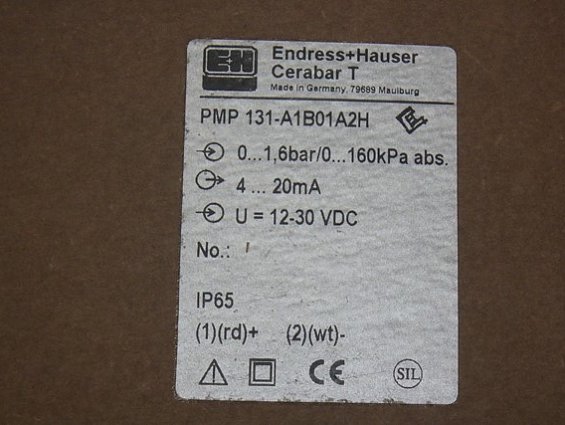 EH
Endress+Hauser
Cerabar T
Made in Germany, 79689 Maulburg
PMP 131-A1B01A2H
0...1,6bar/0...160kPa abs.
4 ... 20mA
U = 12-30 VDC
No.:
IP65
(1)(rd)+ (2)(wt)-
CE SIL